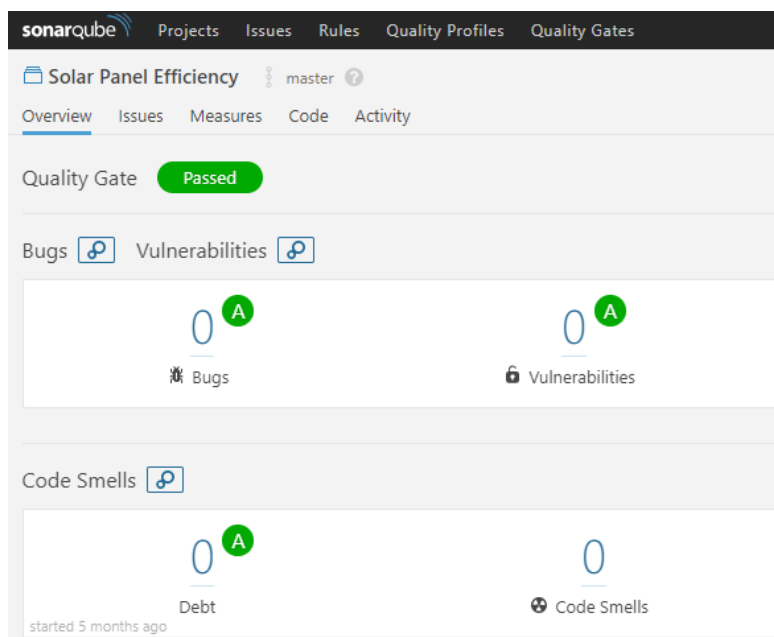 sonarqube Projects Issues Rules Quality Profiles Quality Gates
Solar Panel Efficiency master ?
Overview Issues Measures Code Activity
Quality Gate Passed
Bugs Vulnerabilities
0 A 0 A
Bugs Vulnerabilities
Code Smells
0 A 0
Debt Code Smells
started 5 months ago